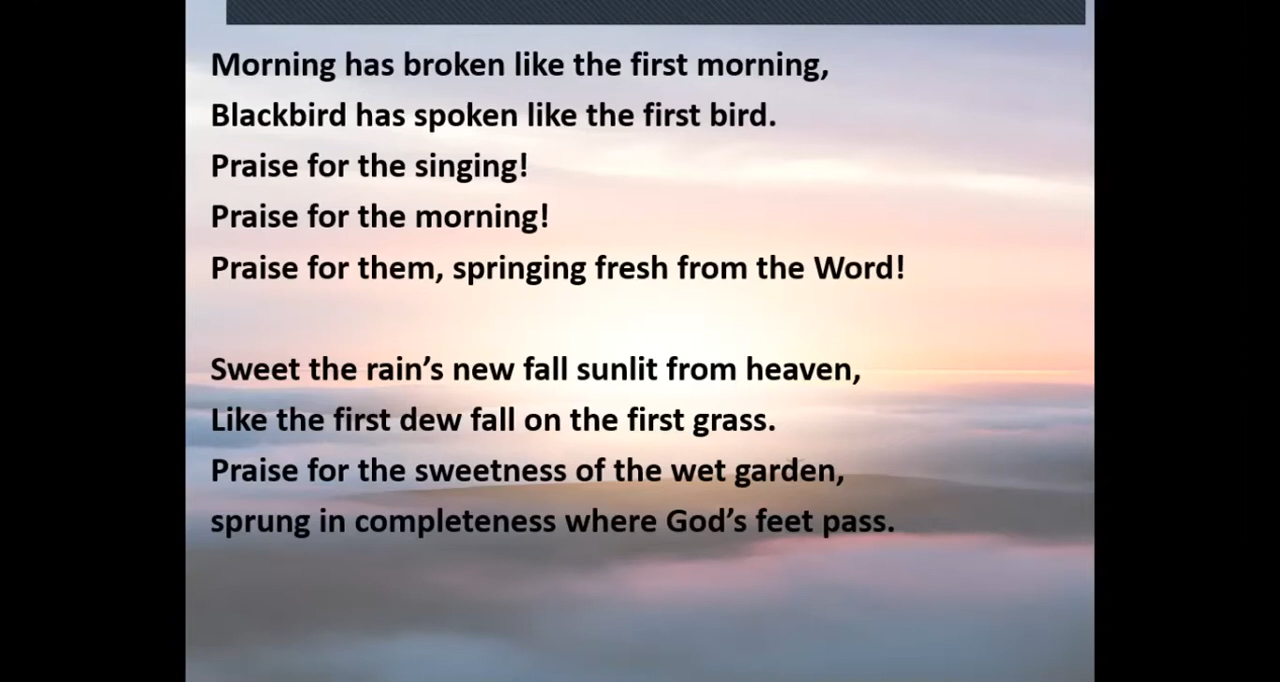 Morning has broken like the first morning,
Blackbird has spoken like the first bird.
Praise for the singing!
Praise for the morning!
Praise for them, springing fresh from the Word!
Sweet the rain’s new fall sunlit from heaven,
Like the first dew fall on the first grass.
Praise for the sweetness of the wet garden,
sprung in completeness where God’s feet pass.